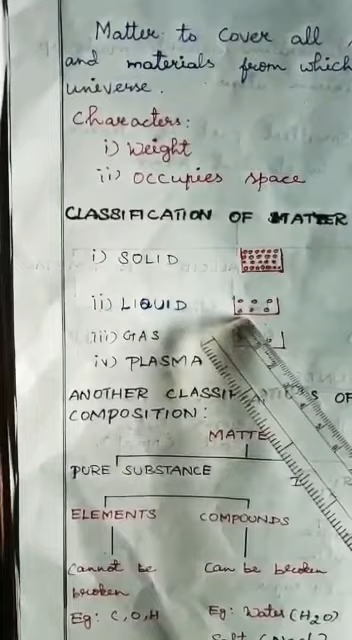 Matter to cover all
and materials from which
universe.
Characters:
i) Weight
ii) Occupies space
CLASSIFICATION OF MATTER
i) SOLID
ii) LIQUID
iii) GAS
iv) PLASMA
ANOTHER CLASSIF OF
COMPOSITION:
MATTE
PURE SUBSTANCE
ELEMENTS COMPOUNDS
Cannot be Can be broken
broken
Eg: C, O, H Eg: Water (H2O)